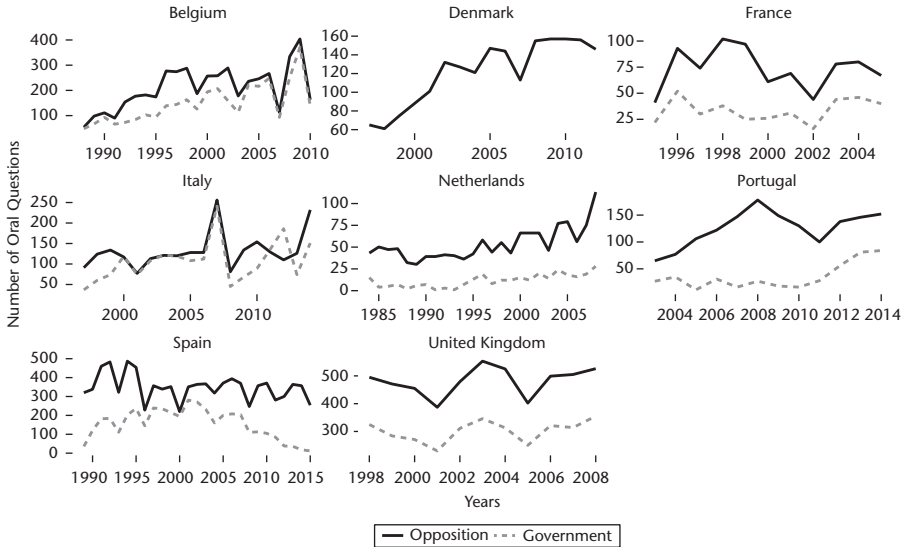 Belgium
Denmark
France
400
300
200
100
1990 1995 2000 2005 2010
160
140
120
100
80
60
2000 2005 2010
100
75
50
25
1996 1998 2000 2002 2004
Italy
Netherlands
Portugal
250
200
150
100
50
2000 2005 2010
100
75
50
25
0
1985 1990 1995 2000 2005
150
100
50
2004 2006 2008 2010 2012 2014
Spain
United Kingdom
500
400
300
200
100
0
1990 1995 2000 2005 2010 2015
500
400
300
1998 2000 2002 2004 2006 2008
Number of Oral Questions
Years
Opposition Government